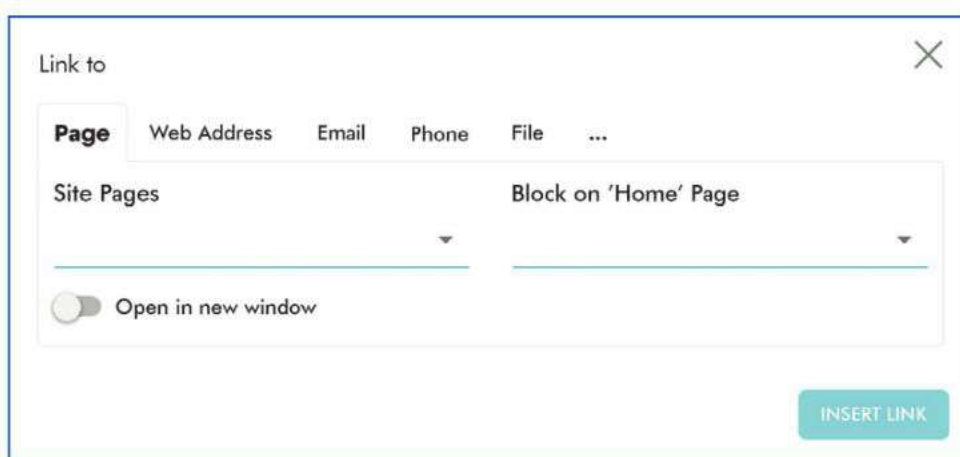 Link to
Page Web Address Email Phone File ...
Site Pages Block on 'Home' Page
Open in new window
INSERT LINK